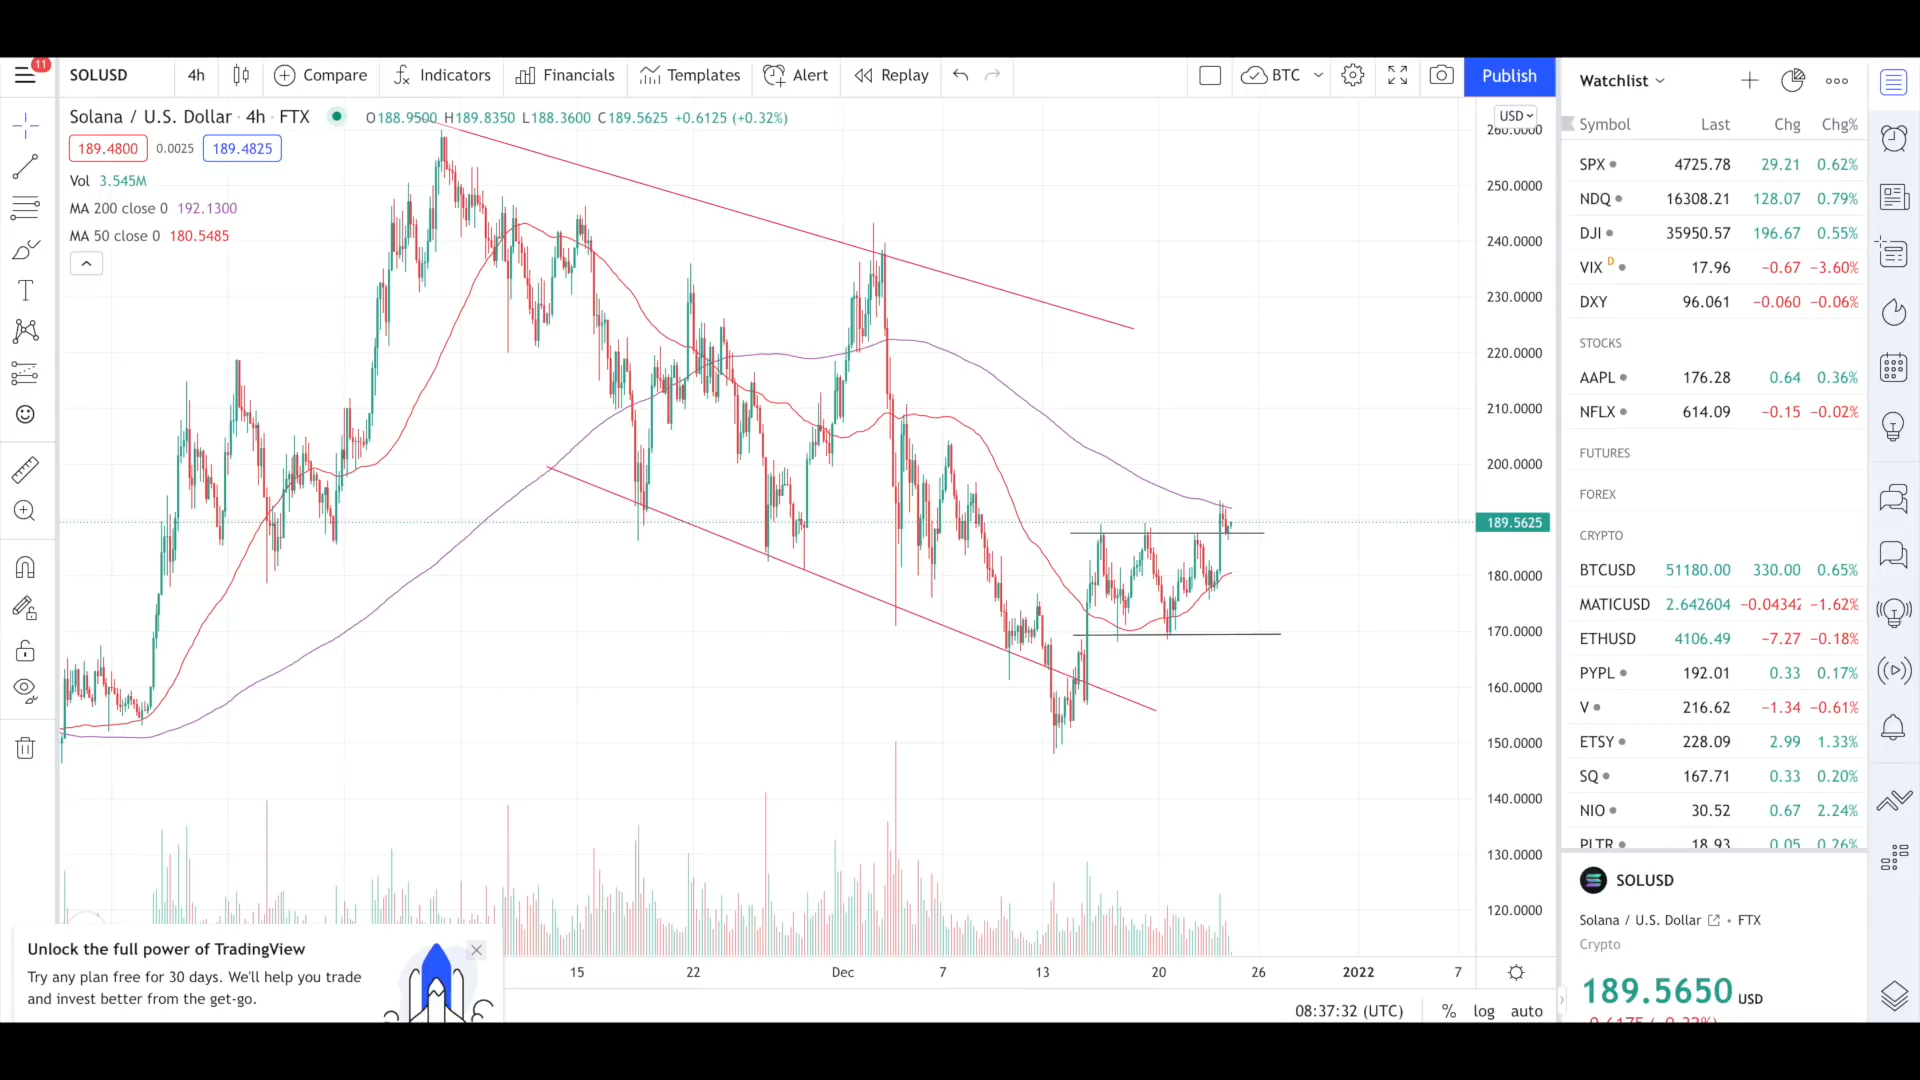 11
SOLUSD 4h Compare Indicators Financials Templates Alert Replay BTC Publish
Solana / U.S. Dollar · 4h · FTX O188.9500 H189.8350 L188.3600 C189.5625 +0.6125 (+0.32%)
189.4800 0.0025 189.4825
Vol 3.545M
MA 200 close 0 192.1300
MA 50 close 0 180.5485
USD
260.0000
250.0000
240.0000
230.0000
220.0000
210.0000
200.0000
189.5625
180.0000
170.0000
160.0000
150.0000
140.0000
130.0000
120.0000
15 22 Dec 7 13 20 26 2022 7
Unlock the full power of TradingView
Try any plan free for 30 days. We'll help you trade
and invest better from the get-go.
08:37:32 (UTC) % log auto
Watchlist
Symbol Last Chg Chg%
SPX 4725.78 29.21 0.62%
NDQ 16308.21 128.07 0.79%
DJI 35950.57 196.67 0.55%
VIX D 17.96 −0.67 −3.60%
DXY 96.061 −0.060 −0.06%
STOCKS
AAPL 176.28 0.64 0.36%
NFLX 614.09 −0.15 −0.02%
FUTURES
FOREX
CRYPTO
BTCUSD 51180.00 330.00 0.65%
MATICUSD 2.642604 −0.04342 −1.62%
ETHUSD 4106.49 −7.27 −0.18%
PYPL 192.01 0.33 0.17%
V 216.62 −1.34 −0.61%
ETSY 228.09 2.99 1.33%
SQ 167.71 0.33 0.20%
NIO 30.52 0.67 2.24%
PLTR 18.93 0.05 0.26%
SOLUSD
Solana / U.S. Dollar • FTX
Crypto
189.5650 USD